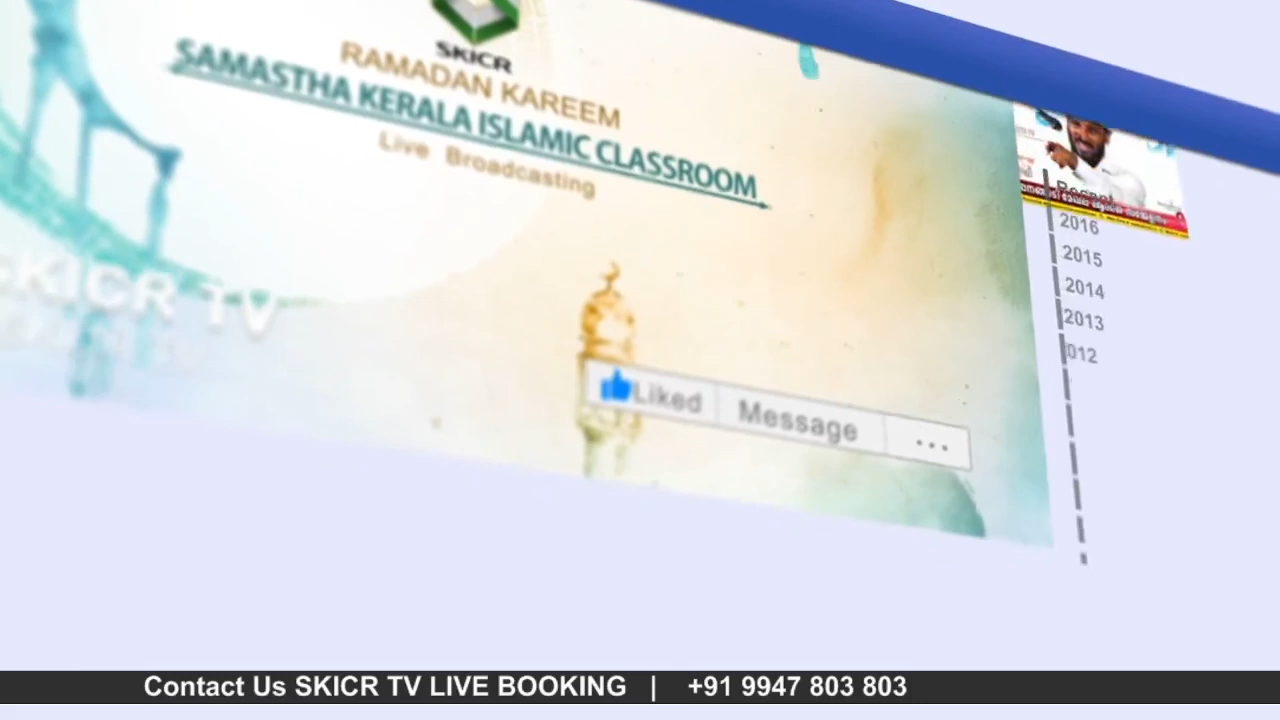 SKICR
RAMADAN KAREEM
SAMASTHA KERALA ISLAMIC CLASSROOM
Live Broadcasting
SKICR TV
Recent
2016
2015
2014
2013
012
Liked
Message
...
Contact Us SKICR TV LIVE BOOKING | +91 9947 803 803